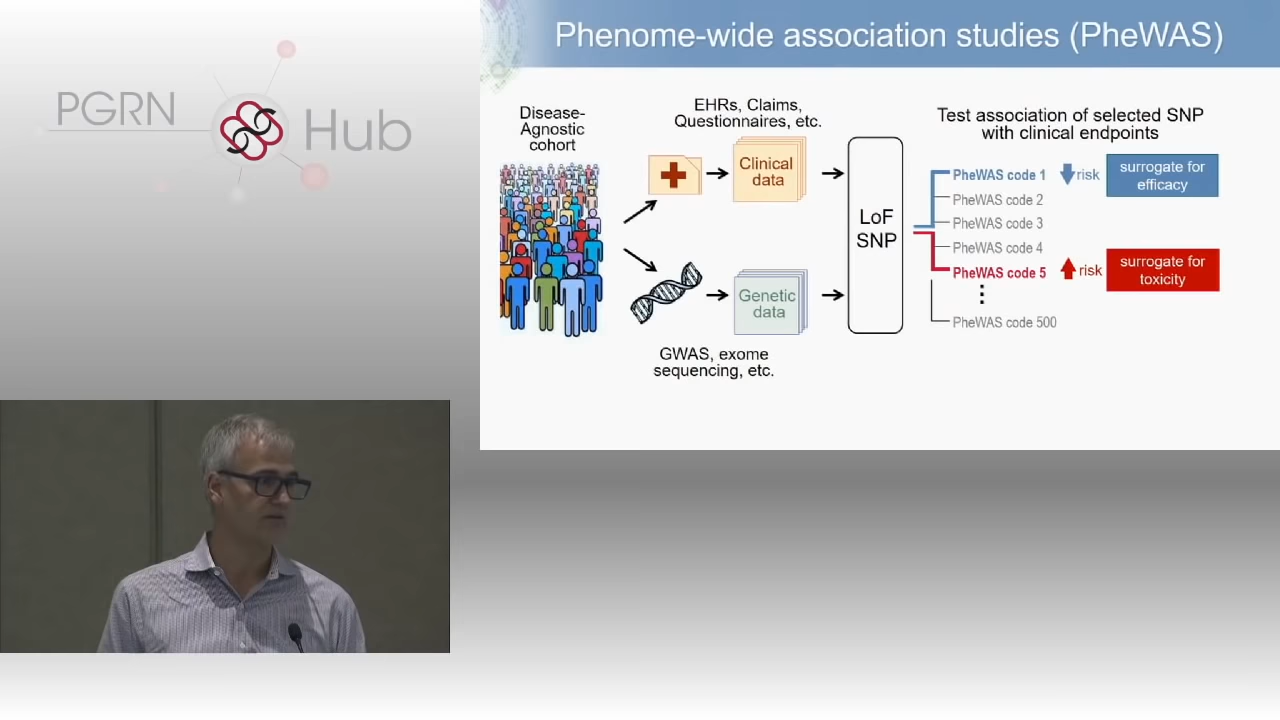 PGRN Hub
Phenome-wide association studies (PheWAS)
Disease-
Agnostic
cohort
EHRs, Claims,
Questionnaires, etc.
Clinical
data
Genetic
data
GWAS, exome
sequencing, etc.
LoF
SNP
Test association of selected SNP
with clinical endpoints
PheWAS code 1
risk
surrogate for
efficacy
PheWAS code 2
PheWAS code 3
PheWAS code 4
PheWAS code 5
risk
surrogate for
toxicity
PheWAS code 500